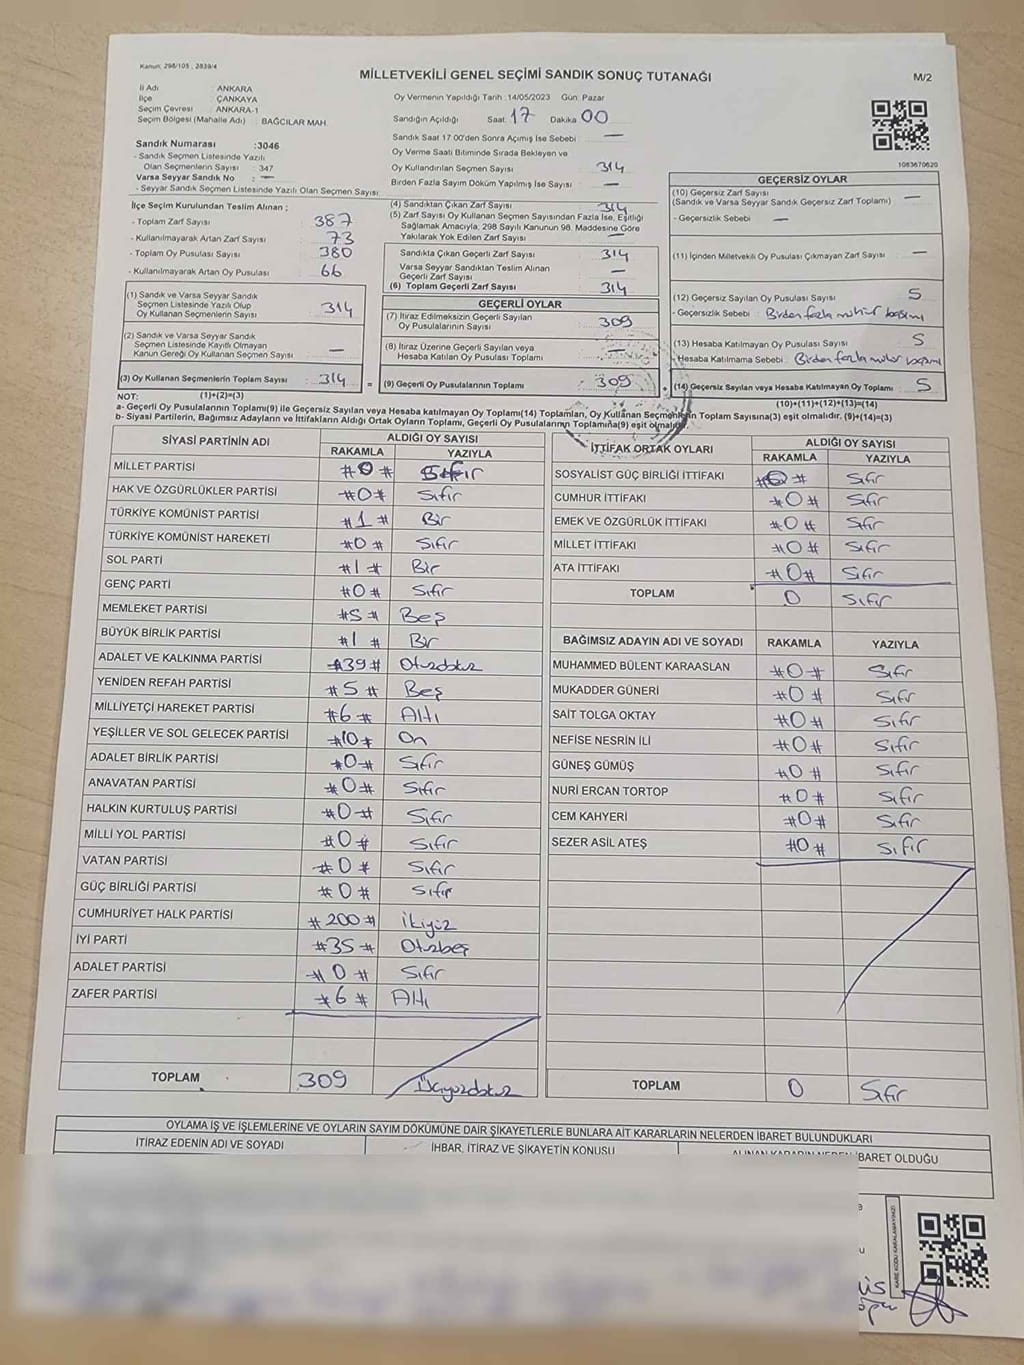 Kanun: 298/105 , 2839/4
MİLLETVEKİLİ GENEL SEÇİMİ SANDIK SONUÇ TUTANAĞI
M/2
İl Adı : ANKARA
İlçe : ÇANKAYA
Seçim Çevresi : ANKARA-1
Seçim Bölgesi (Mahalle Adı) : BAĞCILAR MAH.
Oy Vermenin Yapıldığı Tarih :14/05/2023 Gün: Pazar
Sandığın Açıldığı Saat: 17 Dakika 00
Sandık Saat 17 00'den Sonra Açımış İse Sebebi : —
Oy Verme Saati Bitiminde Sırada Bekleyen ve
Oy Kullandırılan Seçmen Sayısı 314
Birden Fazla Sayım Döküm Yapılmış İse Sayısı —
1083670620
Sandık Numarası :3046
- Sandık Seçmen Listesinde Yazılı
Olan Seçmenlerin Sayısı : 347
Varsa Seyyar Sandık No : —
- Seyyar Sandık Seçmen Listesinde Yazılı Olan Seçmen Sayısı
İlçe Seçim Kurulundan Teslim Alınan ;
- Toplam Zarf Sayısı 387
- Kullanılmayarak Artan Zarf Sayısı 73
- Toplam Oy Pusulası Sayısı 380
- Kullanılmayarak Artan Oy Pusulası 66
(1) Sandık ve Varsa Seyyar Sandık
Seçmen Listesinde Yazılı Olup
Oy Kullanan Seçmenlerin Sayısı 314
(2) Sandık ve Varsa Seyyar Sandık
Seçmen Listesinde Kayıtlı Olmayan
Kanun Gereği Oy Kullanan Seçmen Sayısı —
(3) Oy Kullanan Seçmenlerin Toplam Sayısı 314 =
(4) Sandıktan Çıkan Zarf Sayısı 314
(5) Zarf Sayısı Oy Kullanan Seçmen Sayısından Fazla İse, Eşitliği
Sağlamak Amacıyla, 298 Sayılı Kanunun 98. Maddesine Göre
Yakılarak Yok Edilen Zarf Sayısı —
Sandıkta Çıkan Geçerli Zarf Sayısı 314
Varsa Seyyar Sandıktan Teslim Alınan
Geçerli Zarf Sayısı —
(6) Toplam Geçerli Zarf Sayısı 314
GEÇERLİ OYLAR
(7) İtiraz Edilmeksizin Geçerli Sayılan
Oy Pusulalarının Sayısı 309
(8) İtiraz Üzerine Geçerli Sayılan veya
Hesaba Katılan Oy Pusulası Toplamı
(9) Geçerli Oy Pusulalarının Toplamı 309 +
GEÇERSİZ OYLAR
(10) Geçersiz Zarf Sayısı
(Sandık ve Varsa Seyyar Sandık Geçersiz Zarf Toplamı) —
- Geçersizlik Sebebi : —
(11) İçinden Milletvekili Oy Pusulası Çıkmayan Zarf Sayısı —
(12) Geçersiz Sayılan Oy Pusulası Sayısı 5
- Geçersizlik Sebebi : Birden fazla mühür basımı
(13) Hesaba Katılmayan Oy Pusulası Sayısı 5
- Hesaba Katılmama Sebebi : Birden fazla mühür basımı
(14) Geçersiz Sayılan veya Hesaba Katılmayan Oy Toplamı 5
NOT: (1)+(2)=(3)
(10)+(11)+(12)+(13)=(14)
a- Geçerli Oy Pusulalarının Toplamı(9) ile Geçersiz Sayılan veya Hesaba katılmayan Oy Toplamı(14) Toplamları, Oy Kullanan Seçmenlerin Toplam Sayısına(3) eşit olmalıdır. (9)+(14)=(3)
b- Siyasi Partilerin, Bağımsız Adayların ve İttifakların Aldığı Ortak Oyların Toplamı, Geçerli Oy Pusulalarının Toplamına(9) eşit olmalıdır.
SİYASİ PARTİNİN ADI ALDIĞI OY SAYISI
RAKAMLA YAZIYLA
MİLLET PARTİSİ #0# Sıfır
HAK VE ÖZGÜRLÜKLER PARTİSİ #0# Sıfır
TÜRKİYE KOMÜNİST PARTİSİ #1# Bir
TÜRKİYE KOMÜNİST HAREKETİ #0# Sıfır
SOL PARTİ #1# Bir
GENÇ PARTİ #0# Sıfır
MEMLEKET PARTİSİ #5# Beş
BÜYÜK BİRLİK PARTİSİ #1# Bir
ADALET VE KALKINMA PARTİSİ #39# Otuzdokuz
YENİDEN REFAH PARTİSİ #5# Beş
MİLLİYETÇİ HAREKET PARTİSİ #6# Altı
YEŞİLLER VE SOL GELECEK PARTİSİ #10# On
ADALET BİRLİK PARTİSİ #0# Sıfır
ANAVATAN PARTİSİ #0# Sıfır
HALKIN KURTULUŞ PARTİSİ #0# Sıfır
MİLLİ YOL PARTİSİ #0# Sıfır
VATAN PARTİSİ #0# Sıfır
GÜÇ BİRLİĞİ PARTİSİ #0# Sıfır
CUMHURİYET HALK PARTİSİ #200# İkiyüz
İYİ PARTİ #35# Otuzbeş
ADALET PARTİSİ #0# Sıfır
ZAFER PARTİSİ #6# Altı
TOPLAM 309
İTTİFAK ORTAK OYLARI ALDIĞI OY SAYISI
RAKAMLA YAZIYLA
SOSYALİST GÜÇ BİRLİĞİ İTTİFAKI #0# Sıfır
CUMHUR İTTİFAKI #0# Sıfır
EMEK VE ÖZGÜRLÜK İTTİFAKI #0# Sıfır
MİLLET İTTİFAKI #0# Sıfır
ATA İTTİFAKI #0# Sıfır
TOPLAM 0 Sıfır
BAĞIMSIZ ADAYIN ADI VE SOYADI RAKAMLA YAZIYLA
MUHAMMED BÜLENT KARAASLAN #0# Sıfır
MUKADDER GÜNERİ #0# Sıfır
SAİT TOLGA OKTAY #0# Sıfır
NEFİSE NESRİN İLİ #0# Sıfır
GÜNEŞ GÜMÜŞ #0# Sıfır
NURİ ERCAN TORTOP #0# Sıfır
CEM KAHYERİ #0# Sıfır
SEZER ASİL ATEŞ #0# Sıfır
TOPLAM 0 Sıfır
OYLAMA İŞ VE İŞLEMLERİNE VE OYLARIN SAYIM DÖKÜMÜNE DAİR ŞİKAYETLERLE BUNLARA AİT KARARLARIN NELERDEN İBARET BULUNDUKLARI
İTİRAZ EDENİN ADI VE SOYADI
İHBAR, İTİRAZ VE ŞİKAYETİN KONUSU
ALINAN KARARIN NEDEN İBARET OLDUĞU
KARE KODU KARALAMAYINIZ!